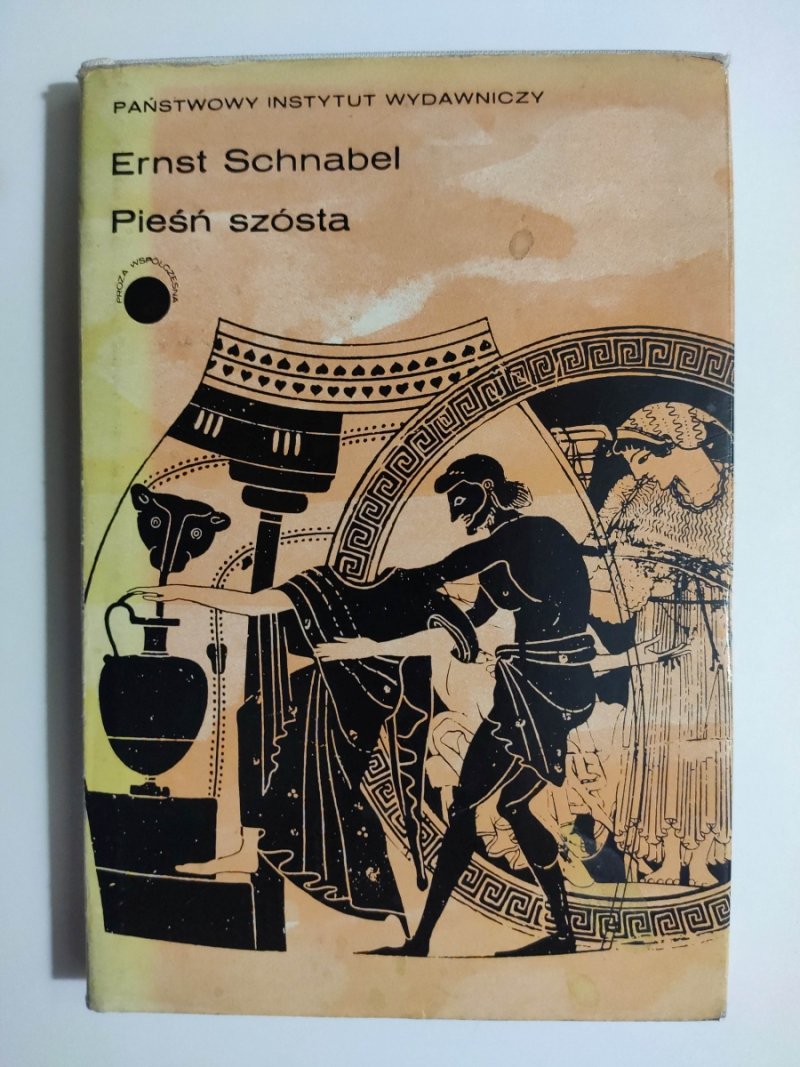 PAŃSTWOWY INSTYTUT WYDAWNICZY
Ernst Schnabel
Pieśń szósta
PROZA WSPÓŁCZESNA